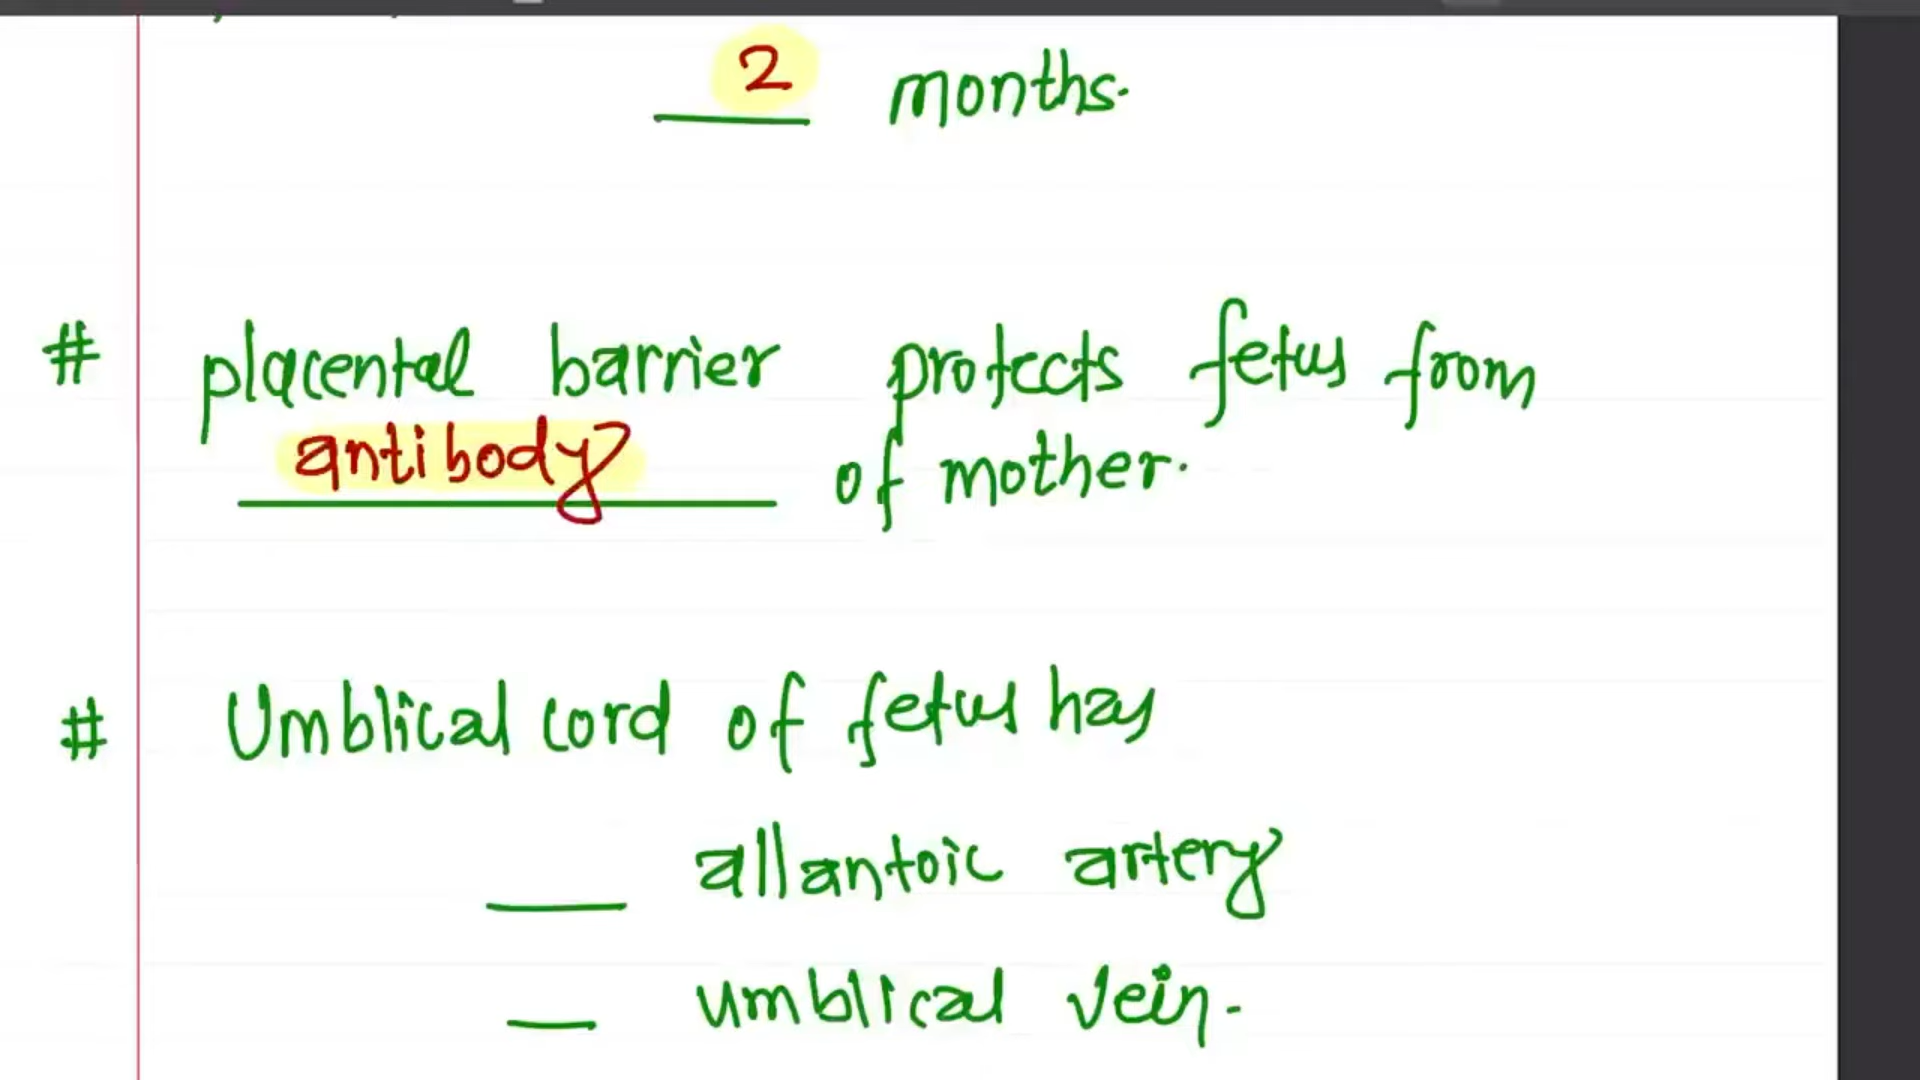 2 months.
# placental barrier protects fetus from
antibody of mother.
# Umblical cord of fetus has
__ allantoic artery
_ umblical vein.